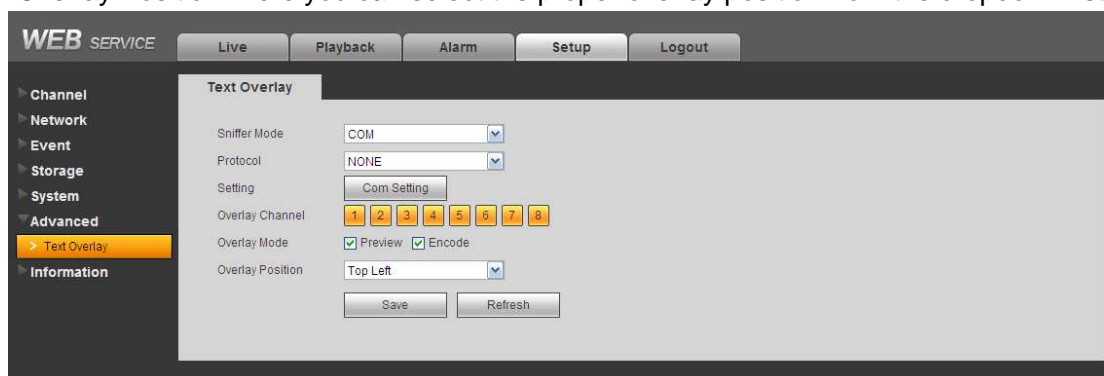 WEB SERVICE
Live
Playback
Alarm
Setup
Logout
Channel
Network
Event
Storage
System
Advanced
> Text Overlay
Information
Text Overlay
Sniffer Mode COM
Protocol NONE
Setting Com Setting
Overlay Channel 1 2 3 4 5 6 7 8
Overlay Mode Preview Encode
Overlay Position Top Left
Save Refresh